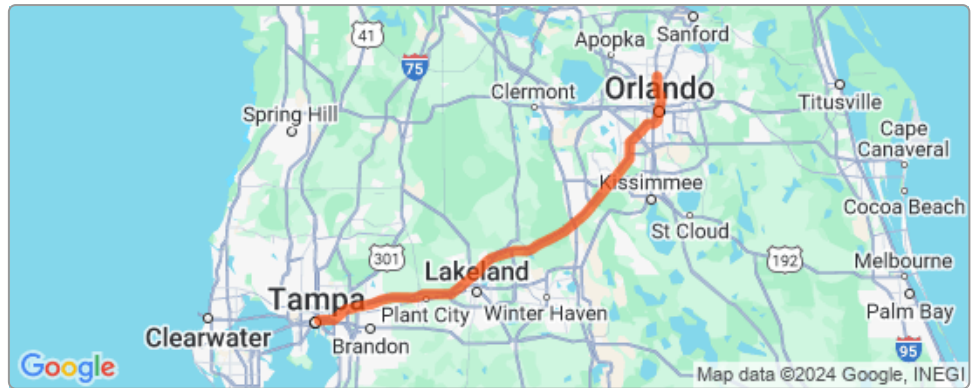 41
Sanford
Apopka
75
Clermont
Orlando
Titusville
Spring Hill
Cape
Canaveral
Kissimmee
Cocoa Beach
St Cloud
301
192
Melbourne
Lakeland
Tampa
Plant City
Winter Haven
Palm Bay
Clearwater
Brandon
95
Google
Map data ©2024 Google, INEGI